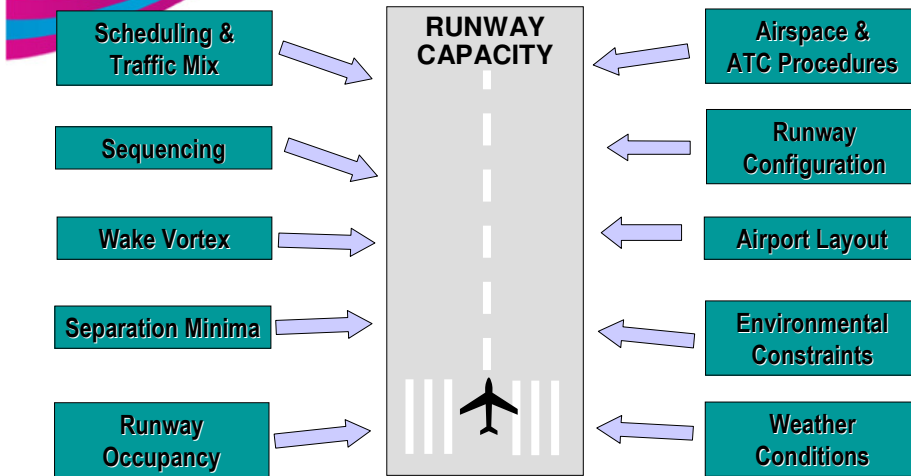 Scheduling &
Traffic Mix
Sequencing
Wake Vortex
Separation Minima
Runway
Occupancy
RUNWAY
CAPACITY
Airspace &
ATC Procedures
Runway
Configuration
Airport Layout
Environmental
Constraints
Weather
Conditions